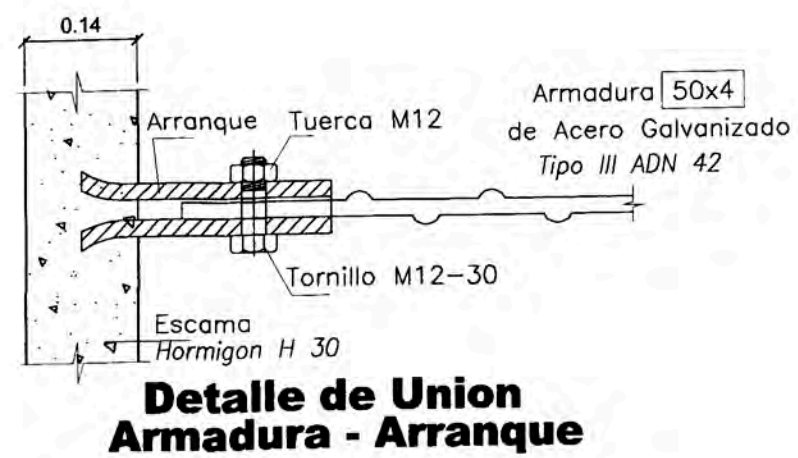 0.14
Arranque
Tuerca M12
Armadura 50x4
de Acero Galvanizado
Tipo III ADN 42
Tornillo M12-30
Escama
Hormigon H 30
Detalle de Union
Armadura - Arranque